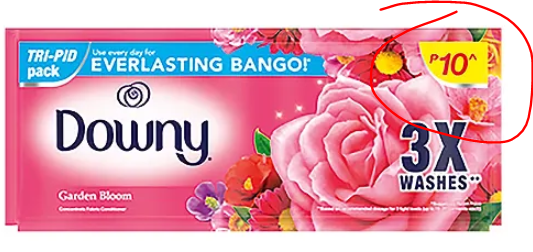 TRI-PID
pack
Use every day for
EVERLASTING BANGO!*
₱10^
Downy.
3X
WASHES**
Garden Bloom
Concentrate Fabric Conditioner